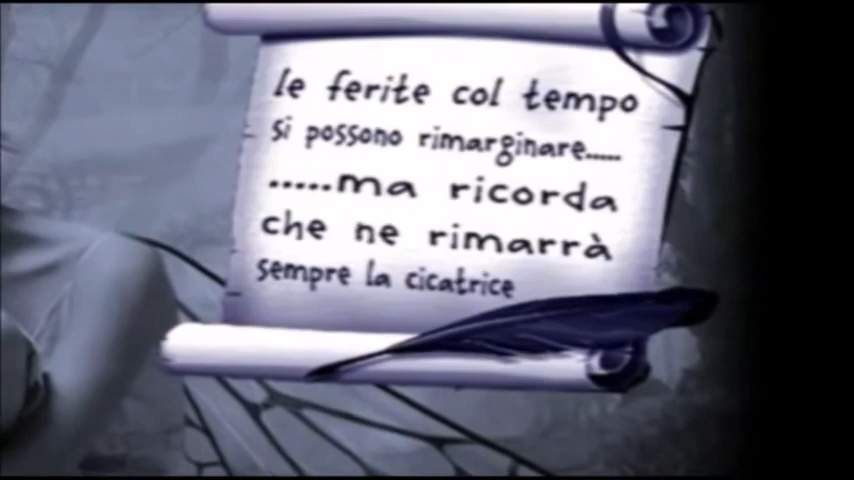 le ferite col tempo
si possono rimarginare.....
.....ma ricorda
che ne rimarrà
sempre la cicatrice